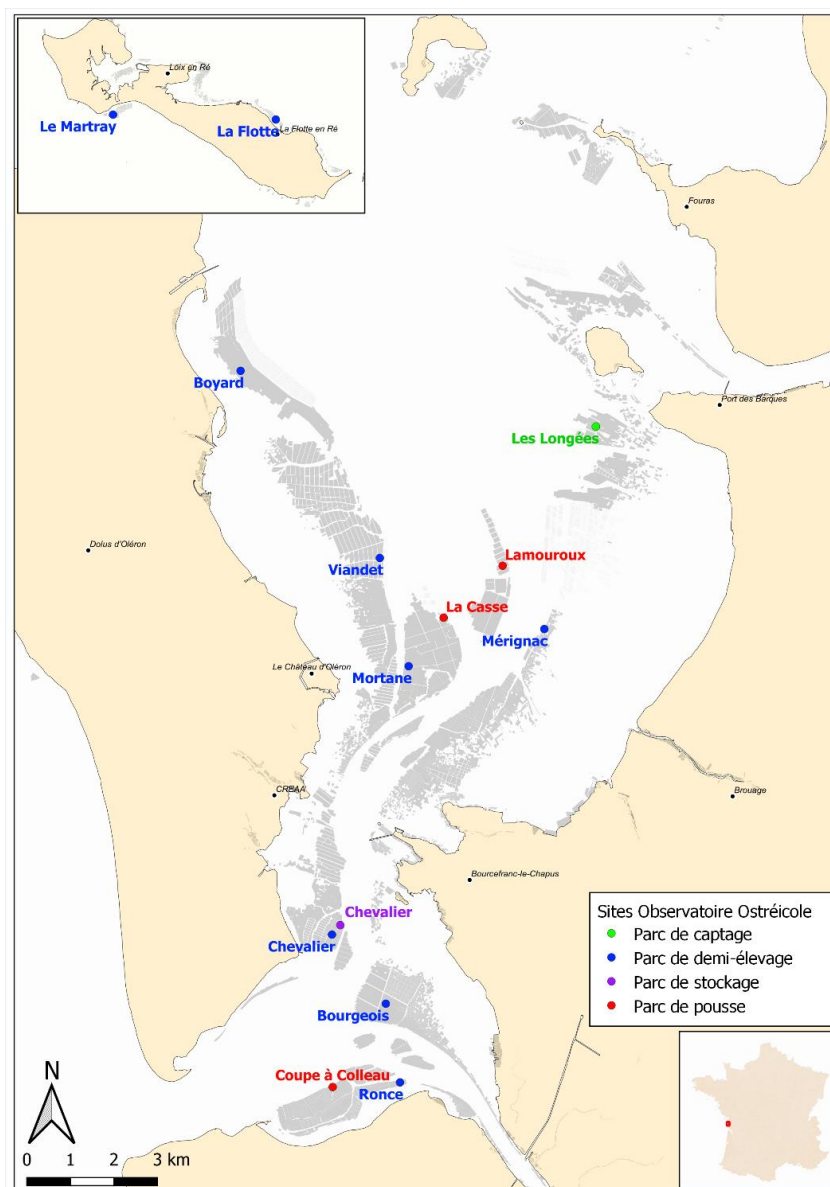 Loix en Ré
Le Martray
La Flotte
La Flotte en Ré
Fouras
Boyard
Port des Barques
Les Longées
Dolus d'Oléron
Viandet
Lamouroux
La Casse
Mérignac
Le Château d'Oléron
Mortane
CREAA
Brouage
Bourcefranc-le-Chapus
Chevalier
Chevalier
Bourgeois
Coupe à Colleau
Ronce
Sites Observatoire Ostréicole
Parc de captage
Parc de demi-élevage
Parc de stockage
Parc de pousse
N
0 1 2 3 km